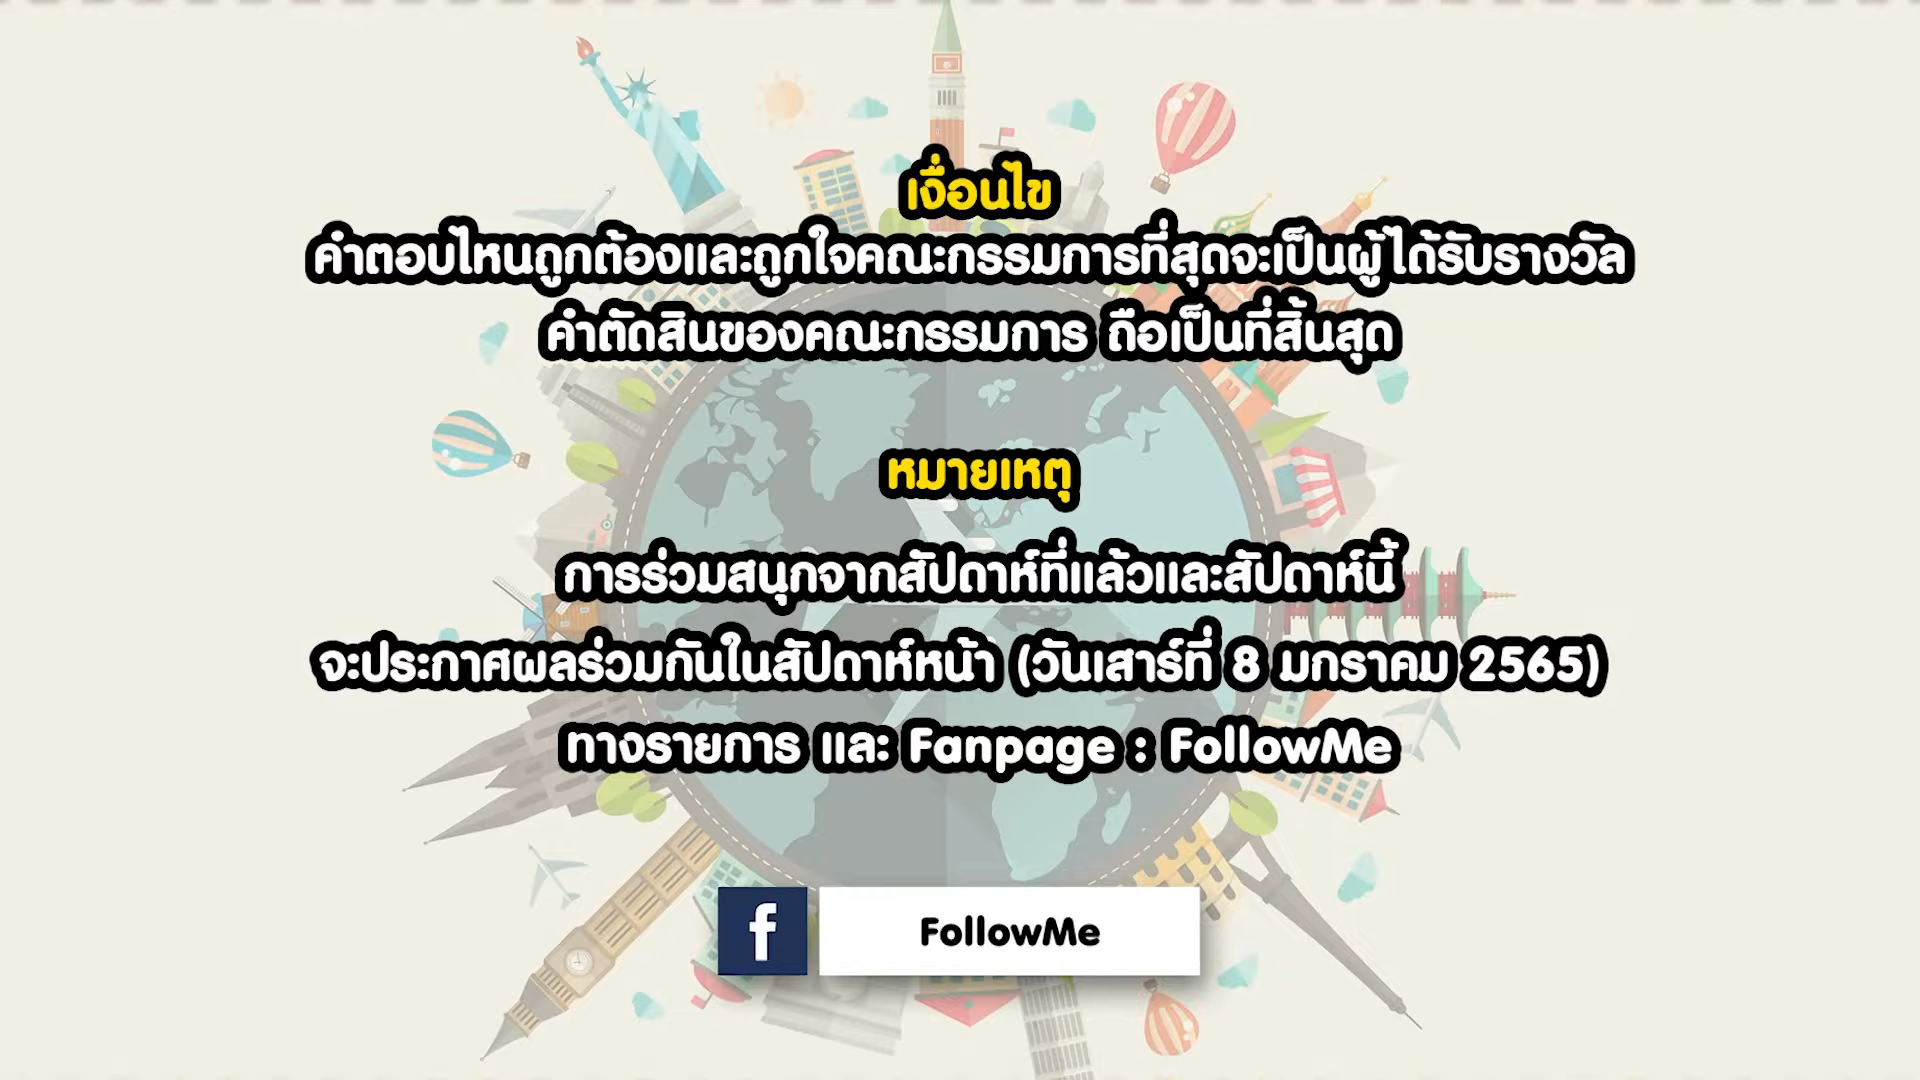 เงื่อนไข
คำตอบไหนถูกต้องและถูกใจคณะกรรมการที่สุดจะเป็นผู้ได้รับรางวัล
คำตัดสินของคณะกรรมการ ถือเป็นที่สิ้นสุด
หมายเหตุ
การร่วมสนุกจากสัปดาห์ที่แล้วและสัปดาห์นี้
จะประกาศผลร่วมกันในสัปดาห์หน้า (วันเสาร์ที่ 8 มกราคม 2565)
ทางรายการ และ Fanpage : FollowMe
f FollowMe